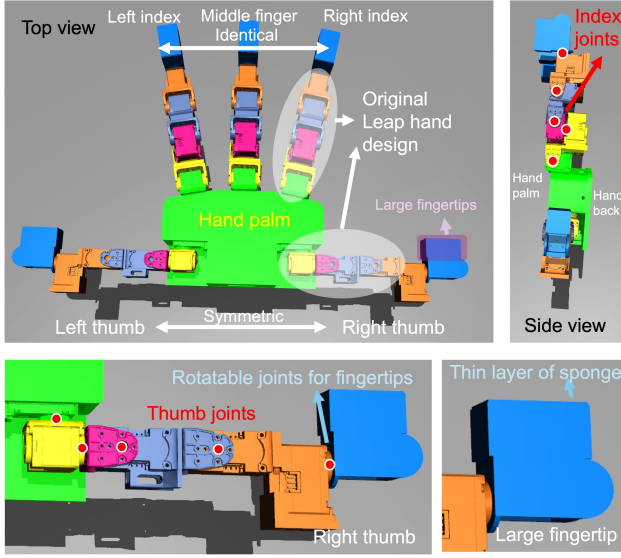 Top view
Left index
Middle finger
Identical
Right index
Original
Leap hand
design
Hand palm
Large fingertips
Left thumb
Symmetric
Right thumb
Index
joints
Hand
palm
Hand
back
Side view
Rotatable joints for fingertips
Thumb joints
Right thumb
Thin layer of sponge
Large fingertip